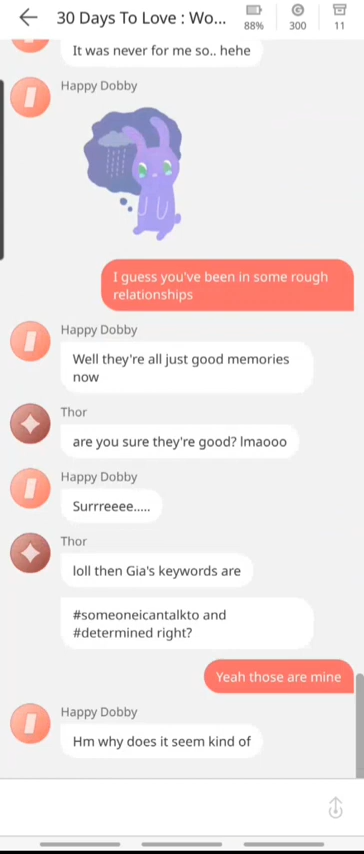 30 Days To Love : Wo...
88%
300
11
It was never for me so.. hehe
Happy Dobby
I guess you've been in some rough
relationships
Happy Dobby
Well they're all just good memories
now
Thor
are you sure they're good? lmaooo
Happy Dobby
Surrreeee.....
Thor
loll then Gia's keywords are
#someoneicantalkto and
#determined right?
Yeah those are mine
Happy Dobby
Hm why does it seem kind of